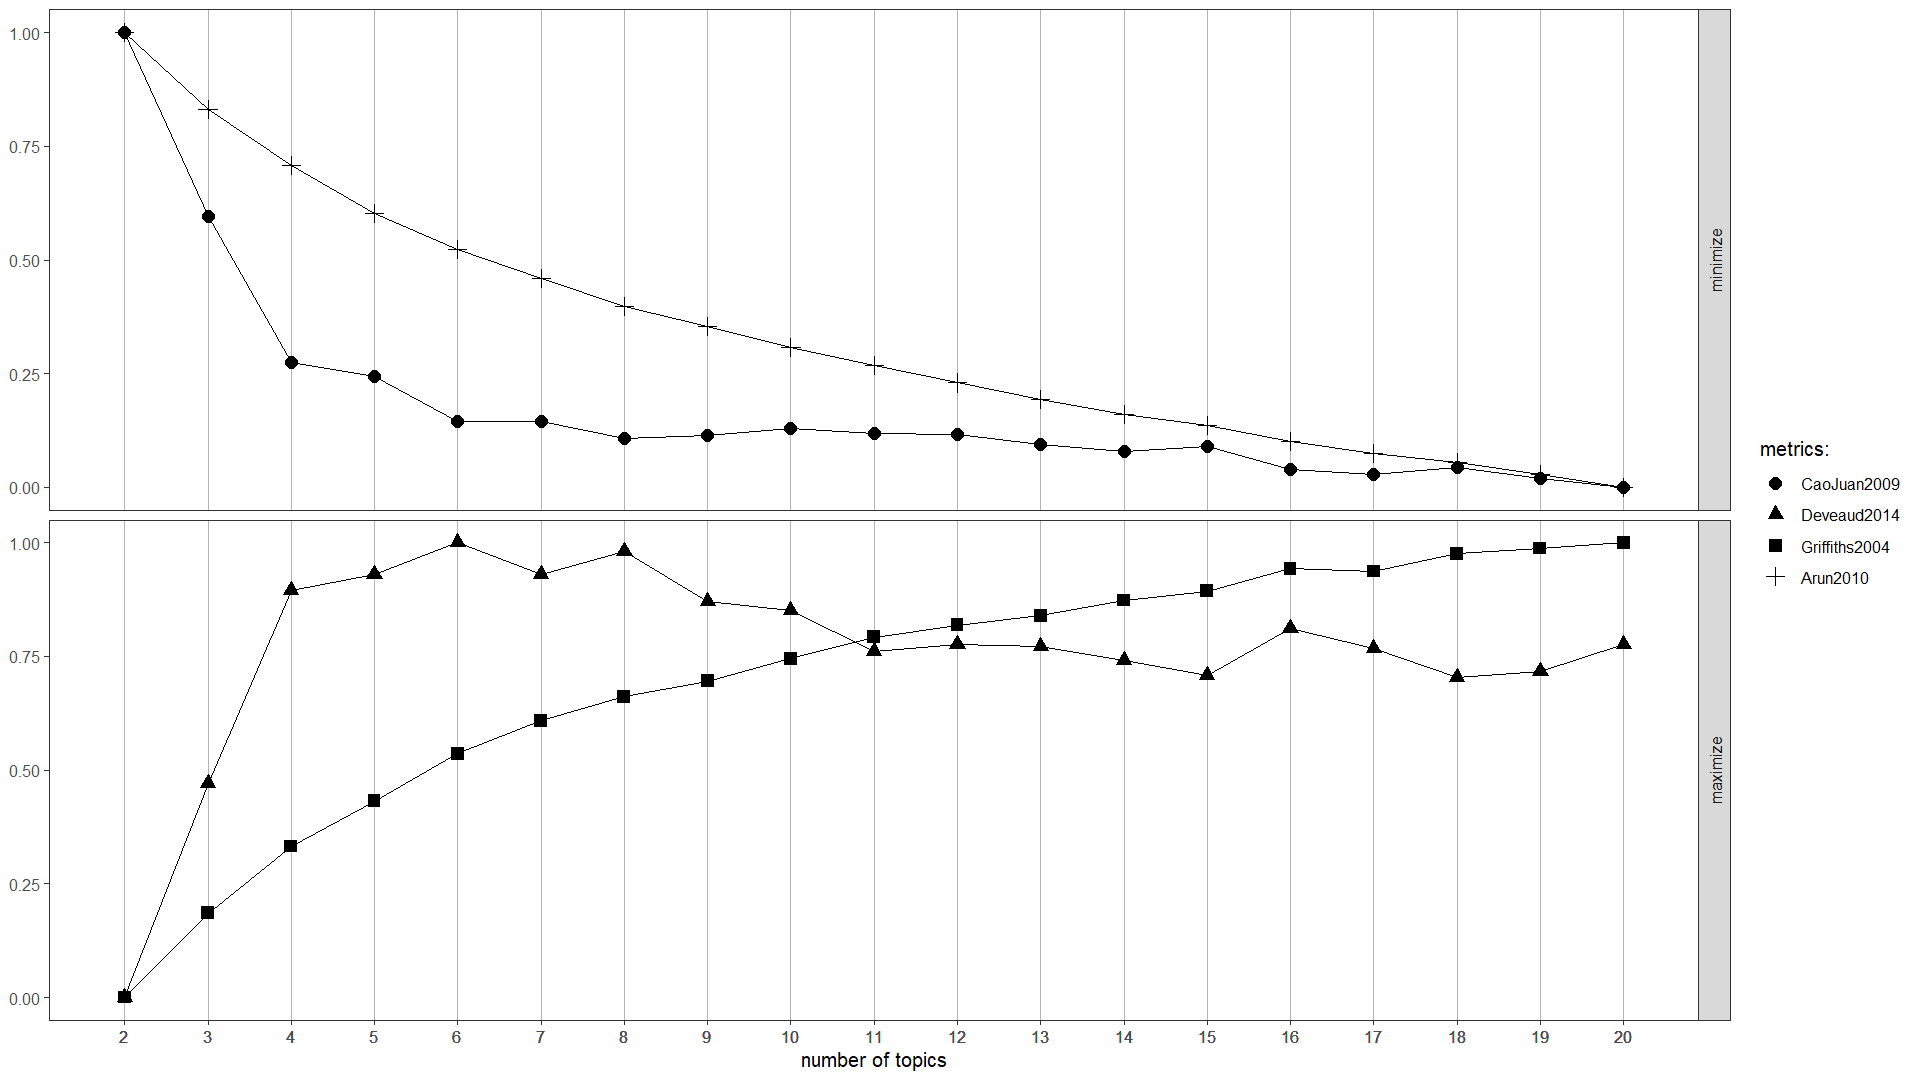 1.00
0.75
0.50
0.25
0.00
minimize
1.00
0.75
0.50
0.25
0.00
maximize
2 3 4 5 6 7 8 9 10 11 12 13 14 15 16 17 18 19 20
number of topics
metrics:
CaoJuan2009
Deveaud2014
Griffiths2004
Arun2010